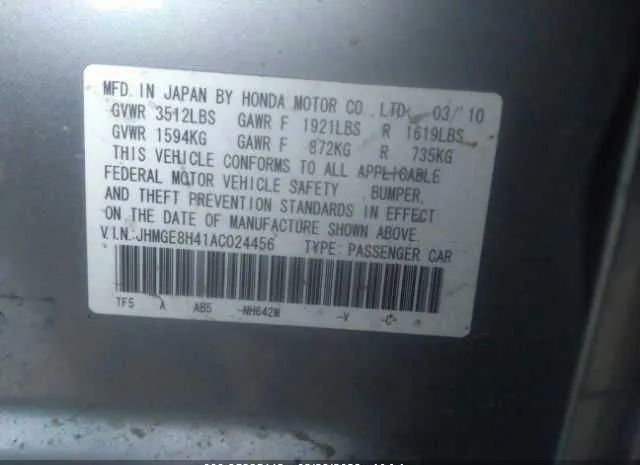 MFD. IN JAPAN BY HONDA MOTOR CO., LTD. 03/'10
GVWR 3512LBS GAWR F 1921LBS R 1619LBS
GVWR 1594KG GAWR F 872KG R 735KG
THIS VEHICLE CONFORMS TO ALL APPLICABLE
FEDERAL MOTOR VEHICLE SAFETY, BUMPER,
AND THEFT PREVENTION STANDARDS IN EFFECT
ON THE DATE OF MANUFACTURE SHOWN ABOVE.
V.I.N.:JHMGE8H41AC024456 TYPE: PASSENGER CAR
TF5 A AB5 -NH642M -V -C-